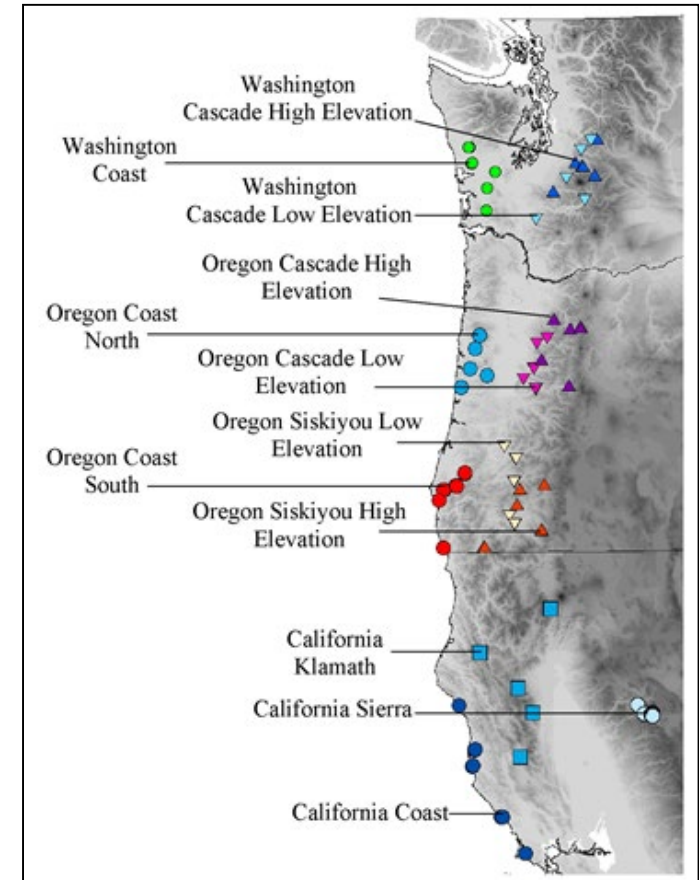 Washington
Cascade High Elevation
Washington
Coast
Washington
Cascade Low Elevation
Oregon Cascade High
Elevation
Oregon Coast
North
Oregon Cascade Low
Elevation
Oregon Siskiyou Low
Elevation
Oregon Coast
South
Oregon Siskiyou High
Elevation
California
Klamath
California Sierra
California Coast